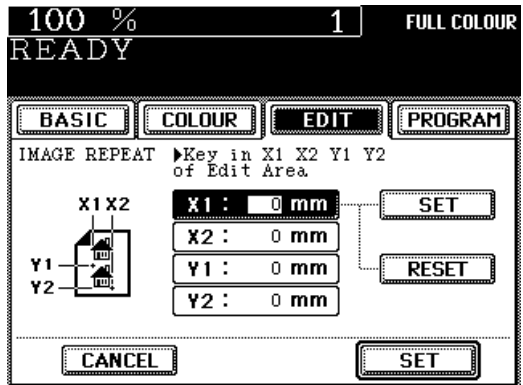 100 % 1 FULL COLOUR
READY
BASIC COLOUR EDIT PROGRAM
IMAGE REPEAT ▶Key in X1 X2 Y1 Y2
of Edit Area
X1 X2
X1 : 0 mm SET
X2 : 0 mm
Y1
Y1 : 0 mm RESET
Y2
Y2 : 0 mm
CANCEL SET